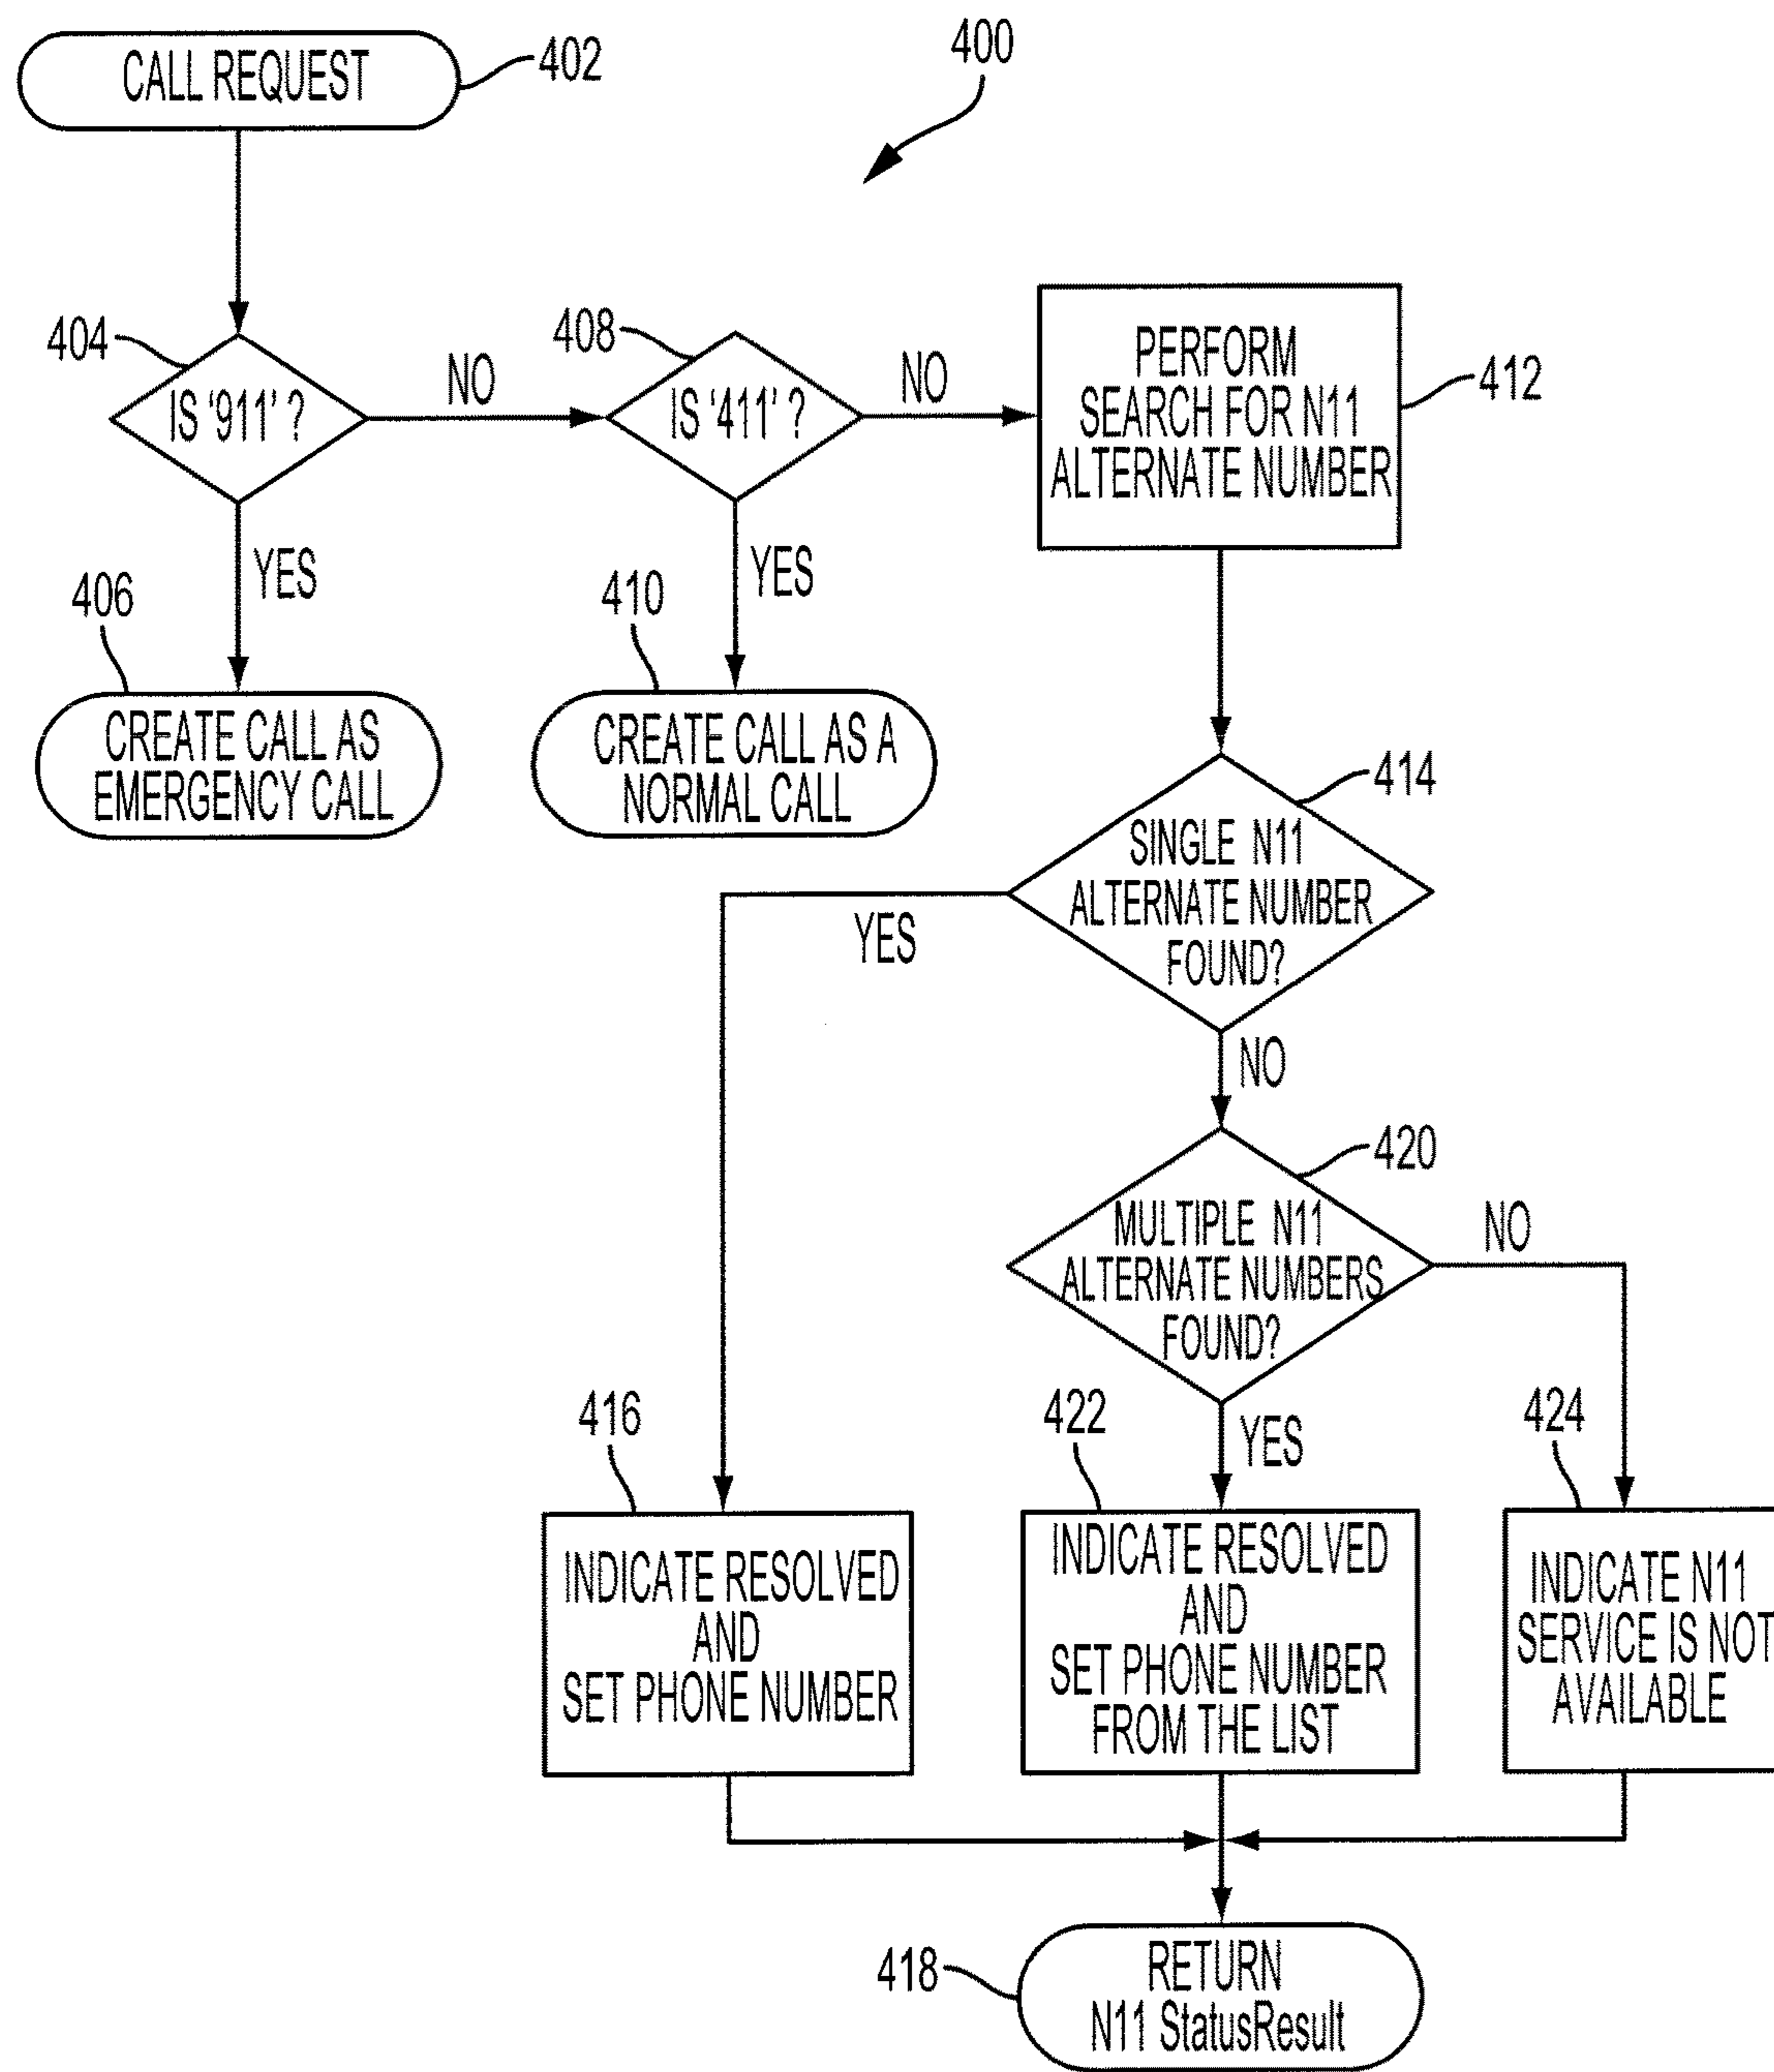 CALL REQUEST
402
400
404
IS '911' ?
NO
408
IS '411' ?
NO
PERFORM
SEARCH FOR N11
ALTERNATE NUMBER
412
YES
YES
406
CREATE CALL AS
EMERGENCY CALL
410
CREATE CALL AS A
NORMAL CALL
414
SINGLE N11
ALTERNATE NUMBER
FOUND?
YES
NO
420
MULTIPLE N11
ALTERNATE NUMBERS
FOUND?
NO
YES
416
INDICATE RESOLVED
AND
SET PHONE NUMBER
422
INDICATE RESOLVED
AND
SET PHONE NUMBER
FROM THE LIST
424
INDICATE N11
SERVICE IS NOT
AVAILABLE
418
RETURN
N11 StatusResult